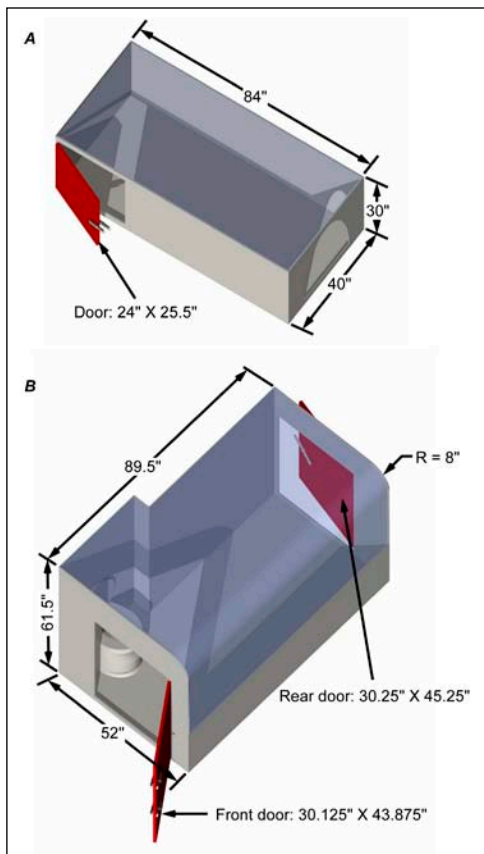 A
84"
30"
40"
Door: 24" X 25.5"
B
89.5"
R = 8"
61.5"
52"
Rear door: 30.25" X 45.25"
Front door: 30.125" X 43.875"